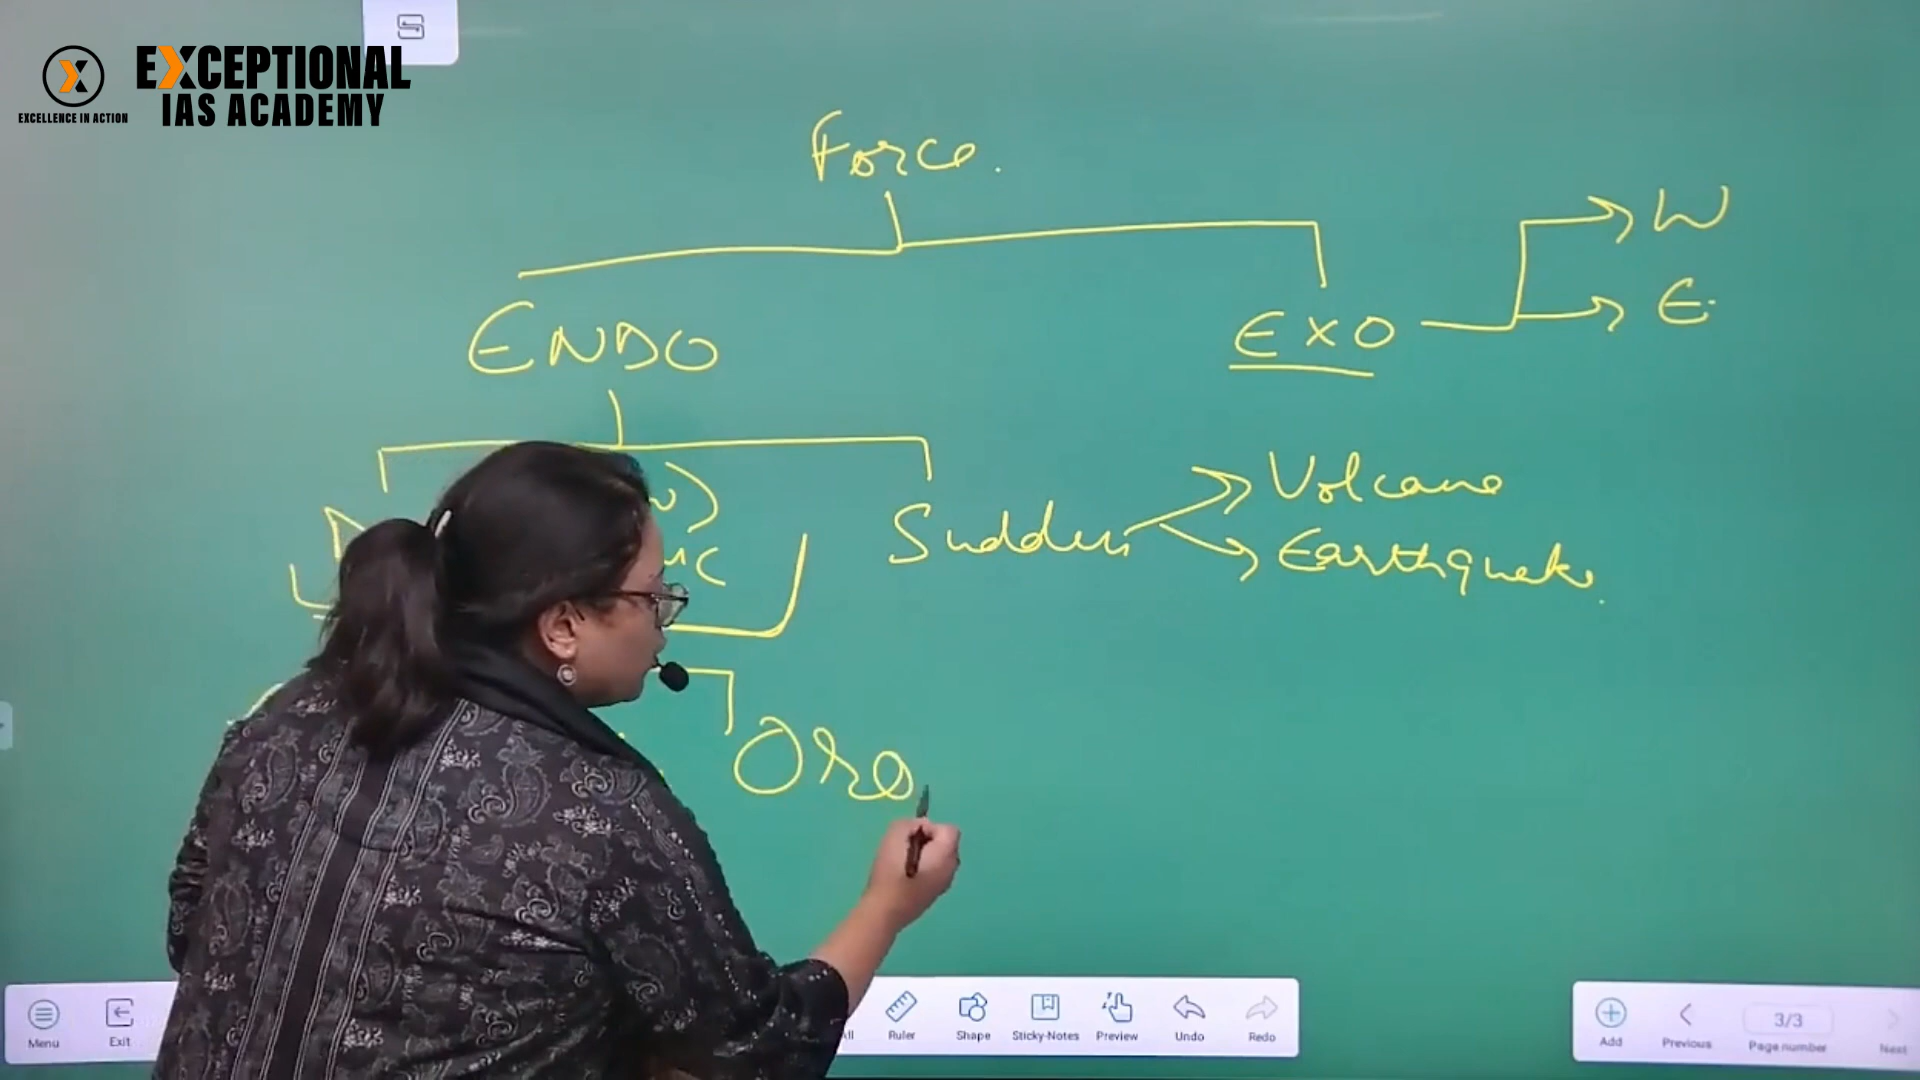 EXCEPTIONAL
IAS ACADEMY
EXCELLENCE IN ACTION
Force.
W
E.
ENDO
EXO
Volcano
Sudden
Earthquake.
Oro
Menu
Exit
Ruler
Shape
Sticky-Notes
Preview
Undo
Redo
Add
Previous
3/3
Page number
Next